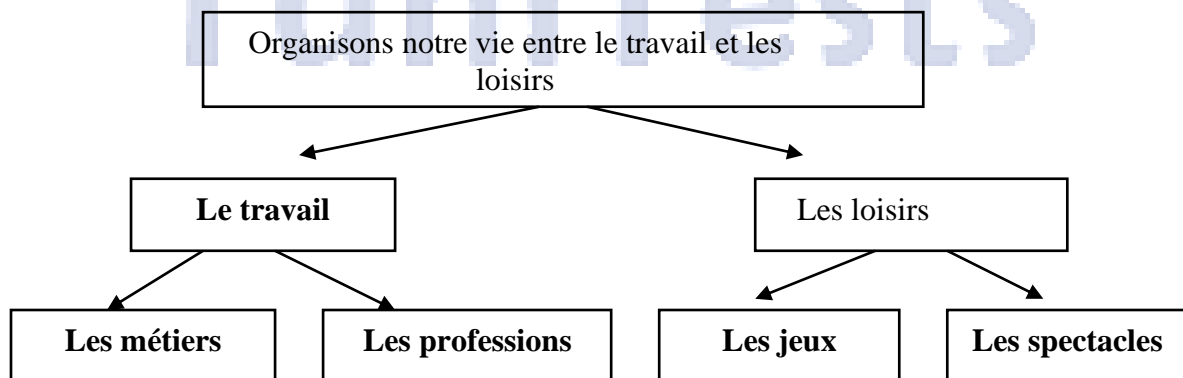 Organisons notre vie entre le travail et les
loisirs
Le travail
Les loisirs
Les métiers
Les professions
Les jeux
Les spectacles